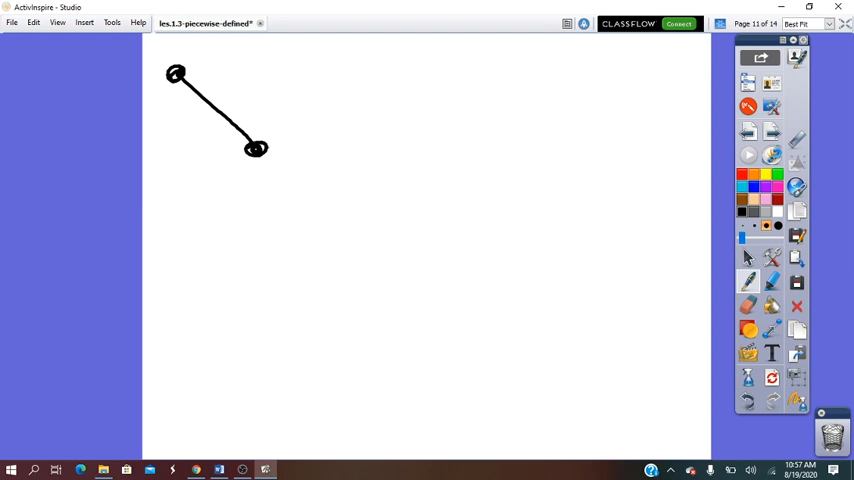 ActivInspire - Studio
File Edit View Insert Tools Help
les.1.3-piecewise-defined*
CLASSFLOW Connect
Page 11 of 14
Best Fit
T
W
10:57 AM
8/19/2020